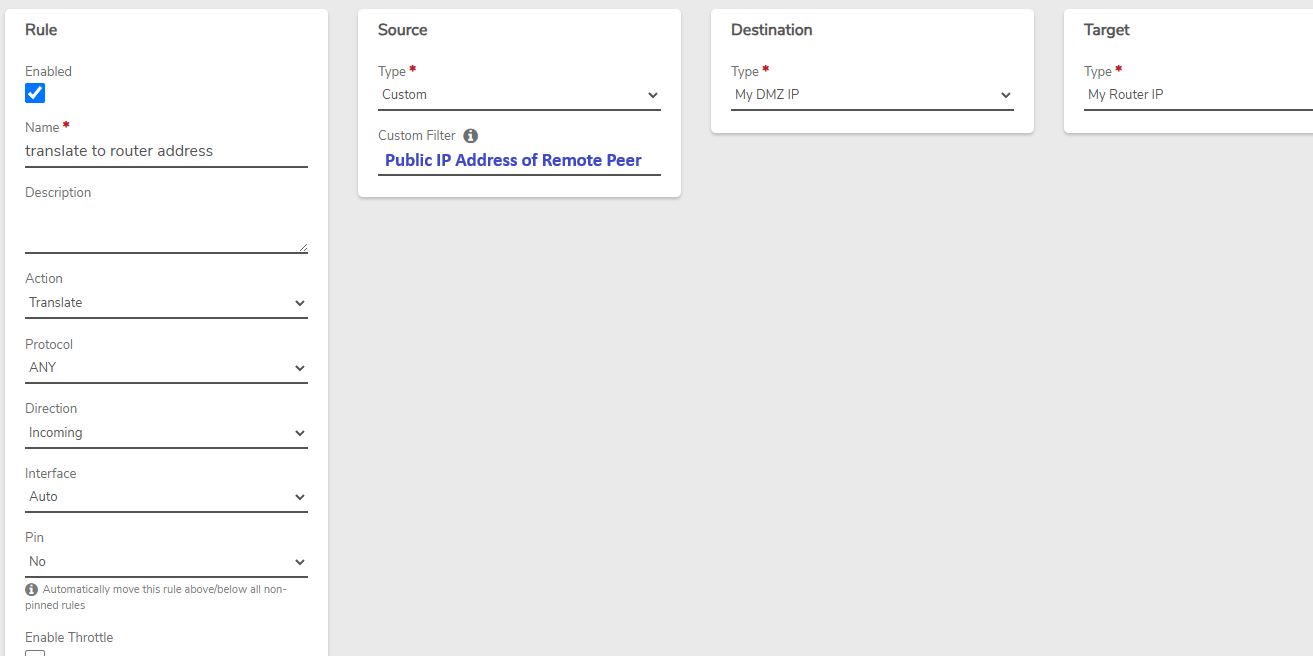 Rule
Enabled
Name *
translate to router address
Description
Action
Translate
Protocol
ANY
Direction
Incoming
Interface
Auto
Pin
No
Automatically move this rule above/below all non-
pinned rules
Enable Throttle
Source
Type *
Custom
Custom Filter
Public IP Address of Remote Peer
Destination
Type *
My DMZ IP
Target
Type *
My Router IP